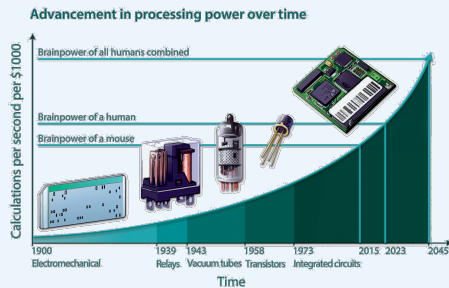 Advancement in processing power over time
Calculations per second per $1000
Brainpower of all humans combined
Brainpower of a human
Brainpower of a mouse
1900 1939 1943 1958 1973 2015 2023 2045
Electromechanical Relays Vacuum tubes Transistors Integrated circuits
Time